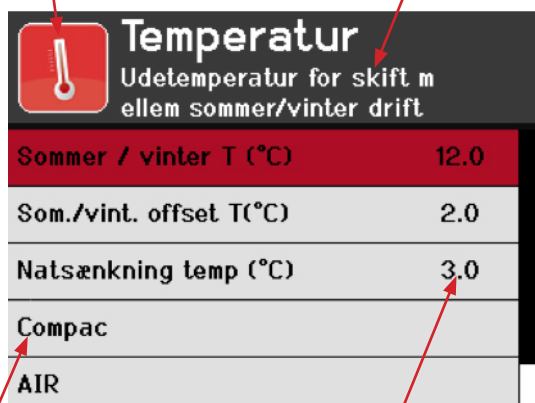 Temperatur
Udetemperatur for skift m
ellem sommer/vinter drift
Sommer / vinter T (°C) 12.0
Som./vint. offset T(°C) 2.0
Natsænkning temp (°C) 3.0
Compac
AIR